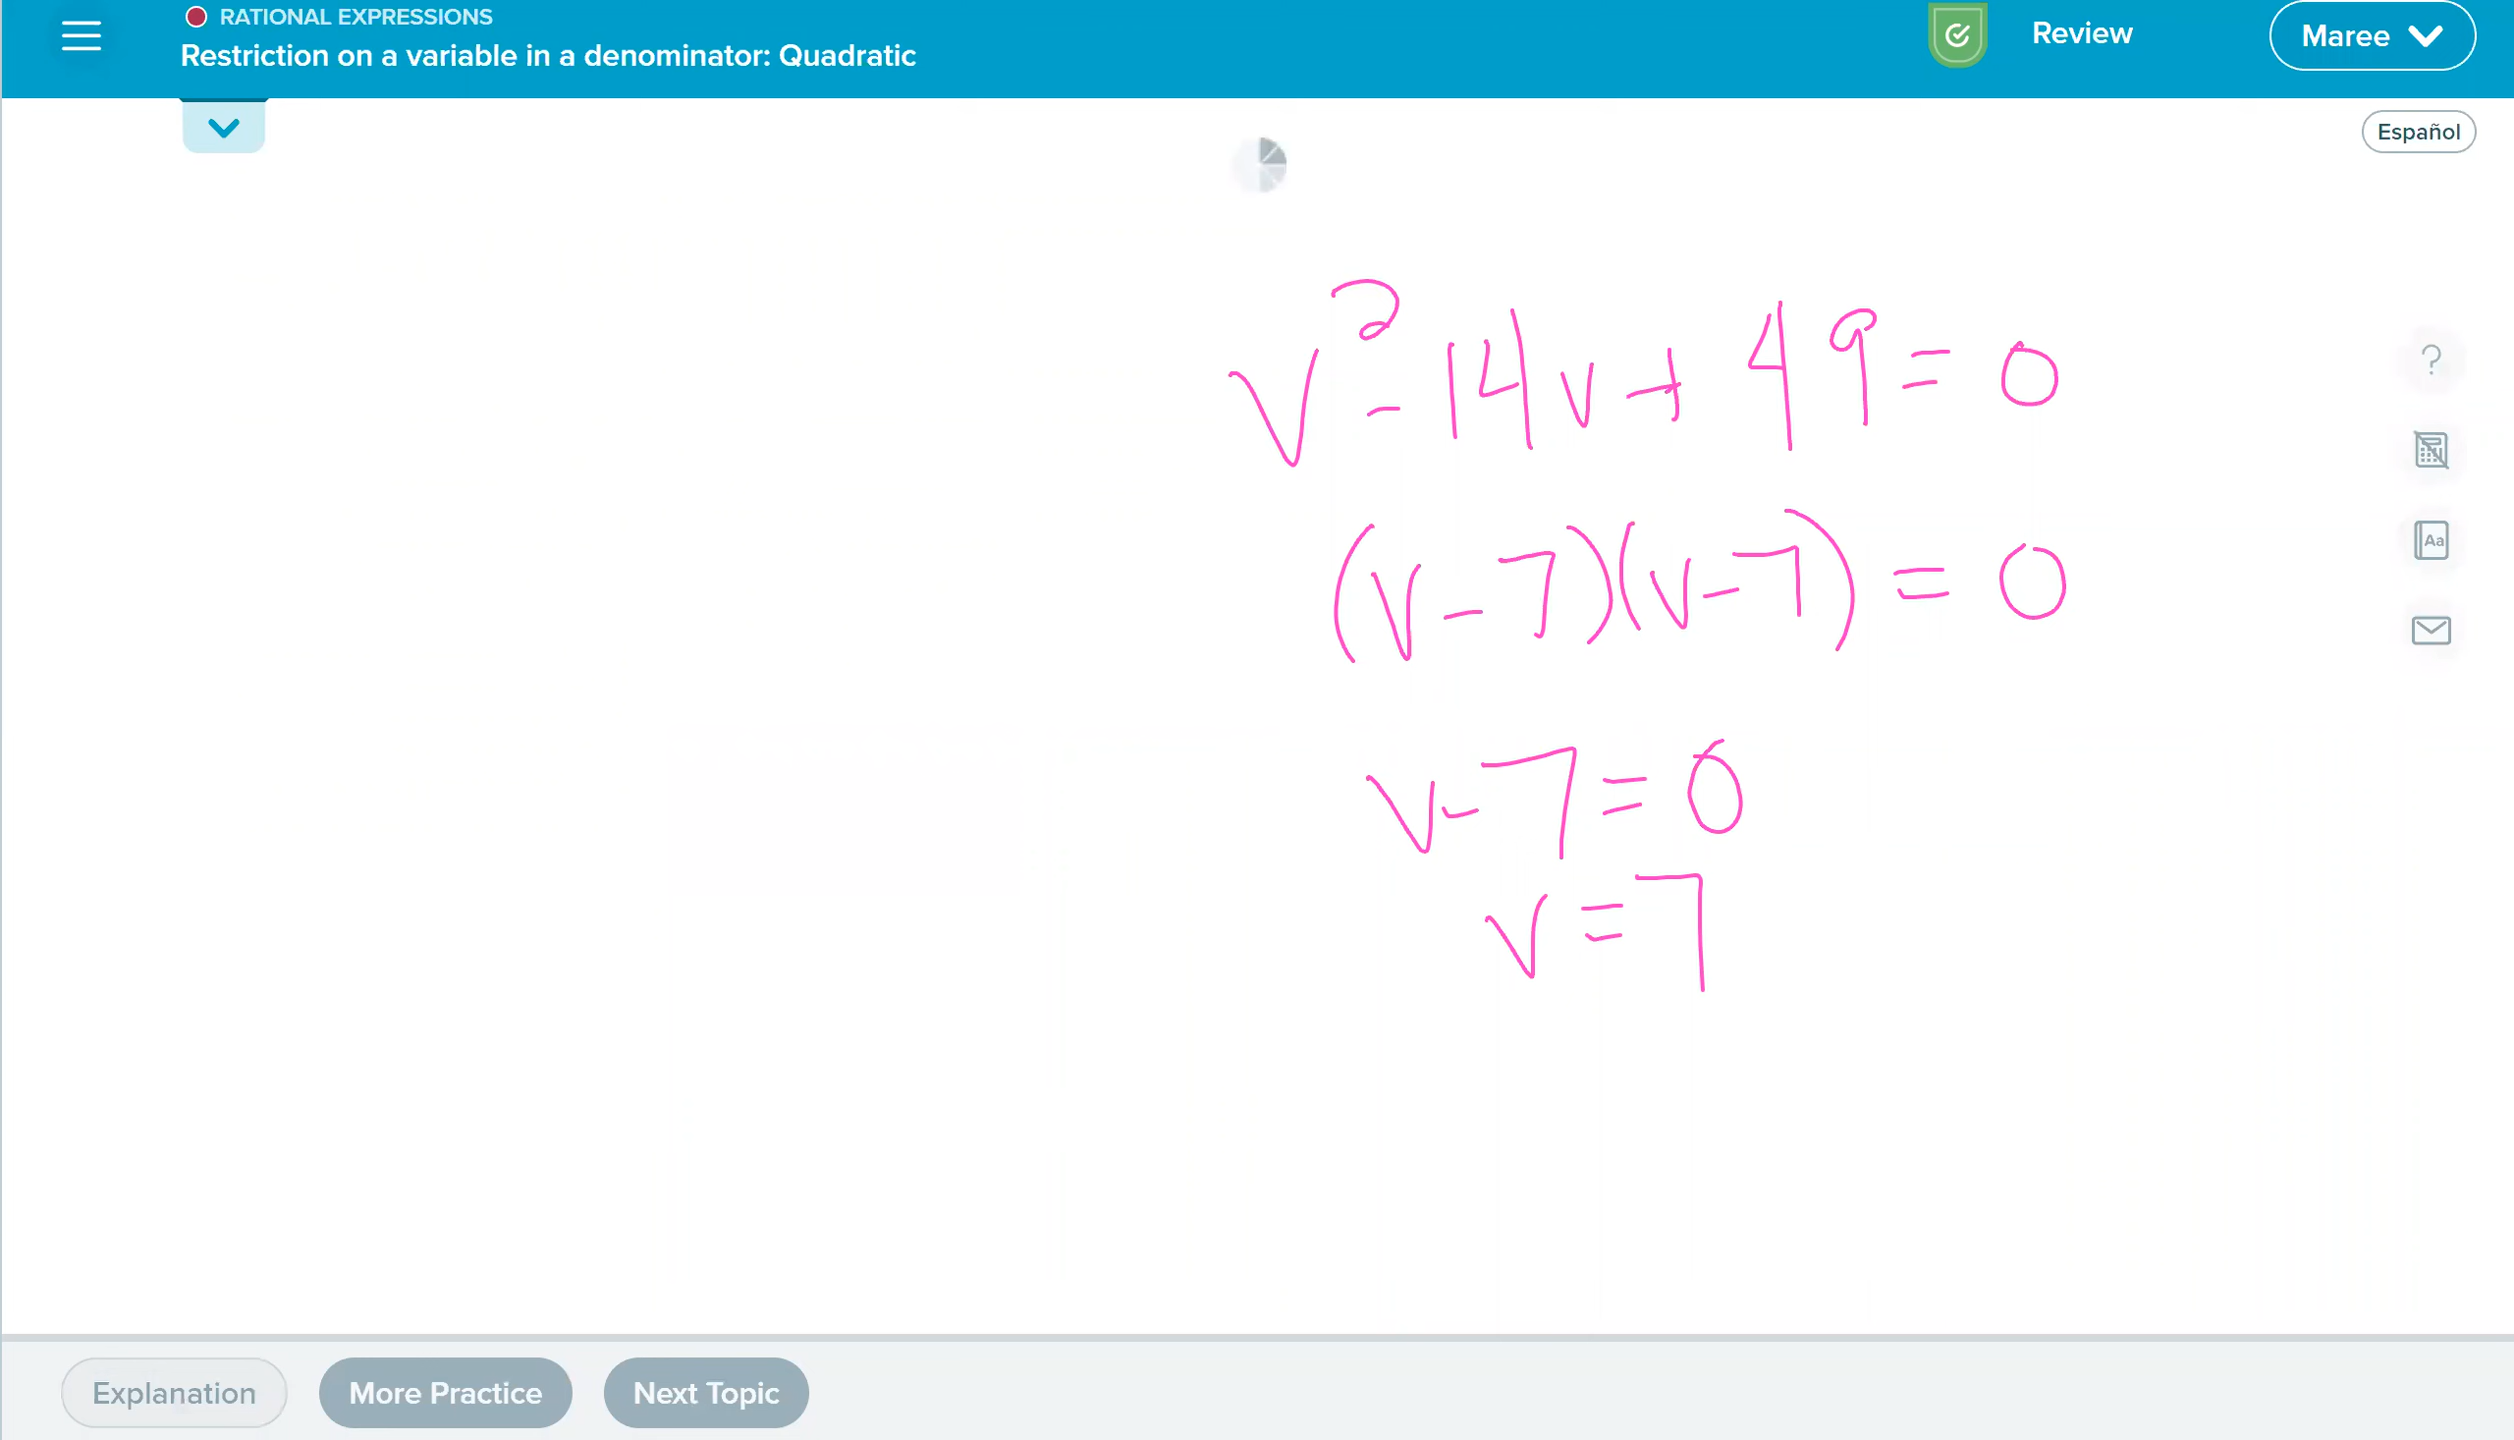 RATIONAL EXPRESSIONS
Restriction on a variable in a denominator: Quadratic
Review
Maree
Español
v² - 14v + 49 = 0
(v - 7)(v - 7) = 0
v - 7 = 0
v = 7
Aa
Explanation
More Practice
Next Topic